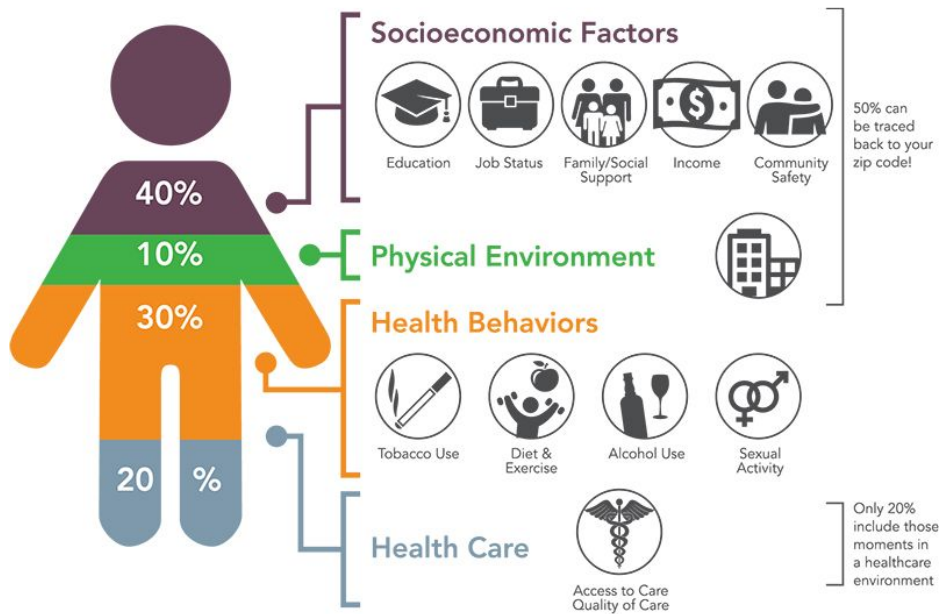 Socioeconomic Factors
Education
Job Status
Family/Social
Support
Income
Community
Safety
50% can
be traced
back to your
zip code!
40%
10%
Physical Environment
30%
Health Behaviors
Tobacco Use
Diet &
Exercise
Alcohol Use
Sexual
Activity
20 %
Health Care
Access to Care
Quality of Care
Only 20%
include those
moments in
a healthcare
environment